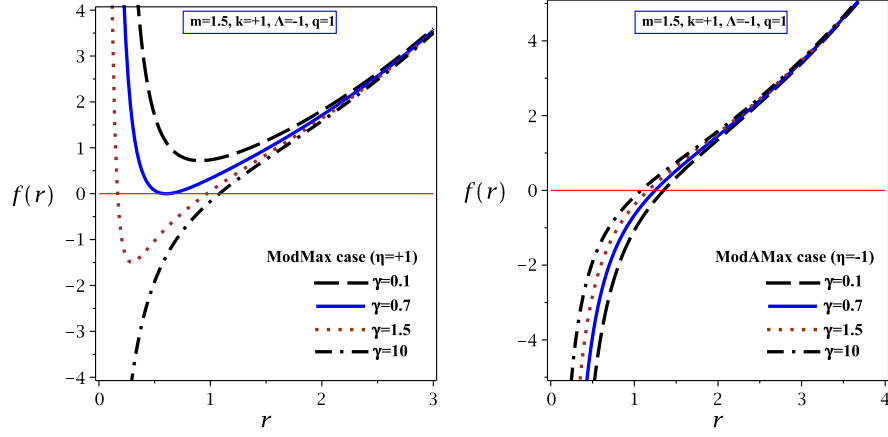 m=1.5, k=+1, Λ=-1, q=1
4
3
2
1
0
−1
−2
−3
−4
f(r)
ModMax case (η=+1)
γ=0.1
γ=0.7
γ=1.5
γ=10
0
1
2
3
r
m=1.5, k=+1, Λ=-1, q=1
4
2
0
−2
−4
f(r)
ModAMax case (η=-1)
γ=0.1
γ=0.7
γ=1.5
γ=10
0
1
2
3
4
r